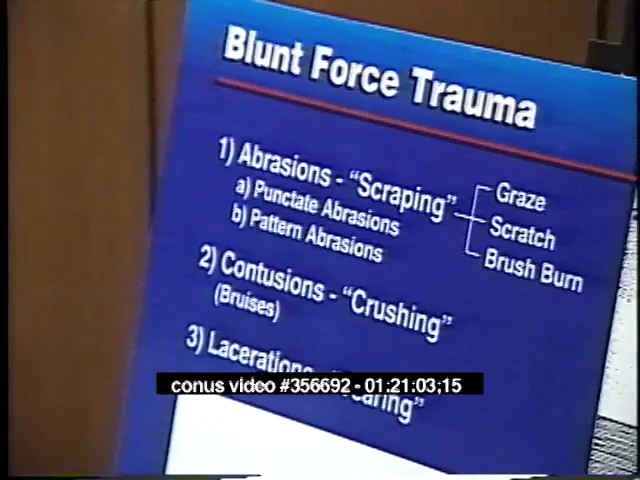 Blunt Force Trauma
1) Abrasions - “Scraping”
Graze
Scratch
Brush Burn
a) Punctate Abrasions
b) Pattern Abrasions
2) Contusions - “Crushing”
(Bruises)
3) Lacerations -
conus video #356692 - 01:21:03;15